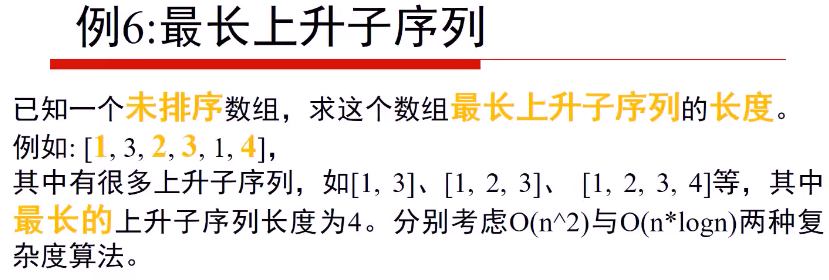 例6:最长上升子序列
已知一个未排序数组，求这个数组最长上升子序列的长度。
例如: [1, 3, 2, 3, 1, 4],
其中有很多上升子序列，如[1, 3]、[1, 2, 3]、 [1, 2, 3, 4]等，其中
最长的上升子序列长度为4。分别考虑O(n^2)与O(n*logn)两种复
杂度算法。